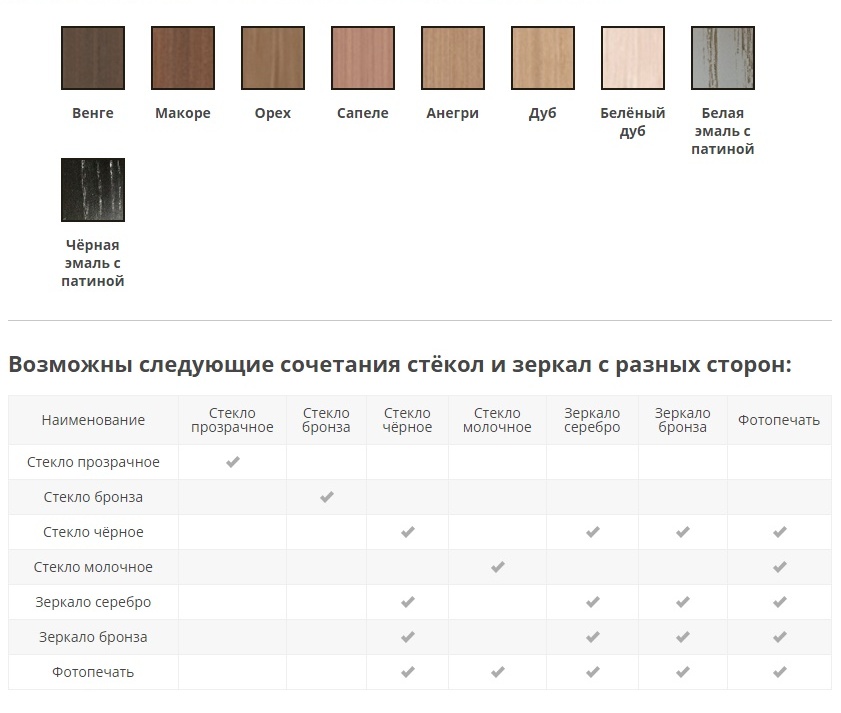 Венге Макоре Орех Сапеле Анегри Дуб Белёный Белая
дуб эмаль с
патиной
Чёрная
эмаль с
патиной
Возможны следующие сочетания стёкол и зеркал с разных сторон:
Наименование Стекло прозрачное Стекло бронза Стекло чёрное Стекло молочное Зеркало серебро Зеркало бронза Фотопечать
Стекло прозрачное ✔
Стекло бронза ✔
Стекло чёрное ✔ ✔ ✔ ✔
Стекло молочное ✔ ✔
Зеркало серебро ✔ ✔ ✔ ✔
Зеркало бронза ✔ ✔ ✔ ✔
Фотопечать ✔ ✔ ✔ ✔ ✔